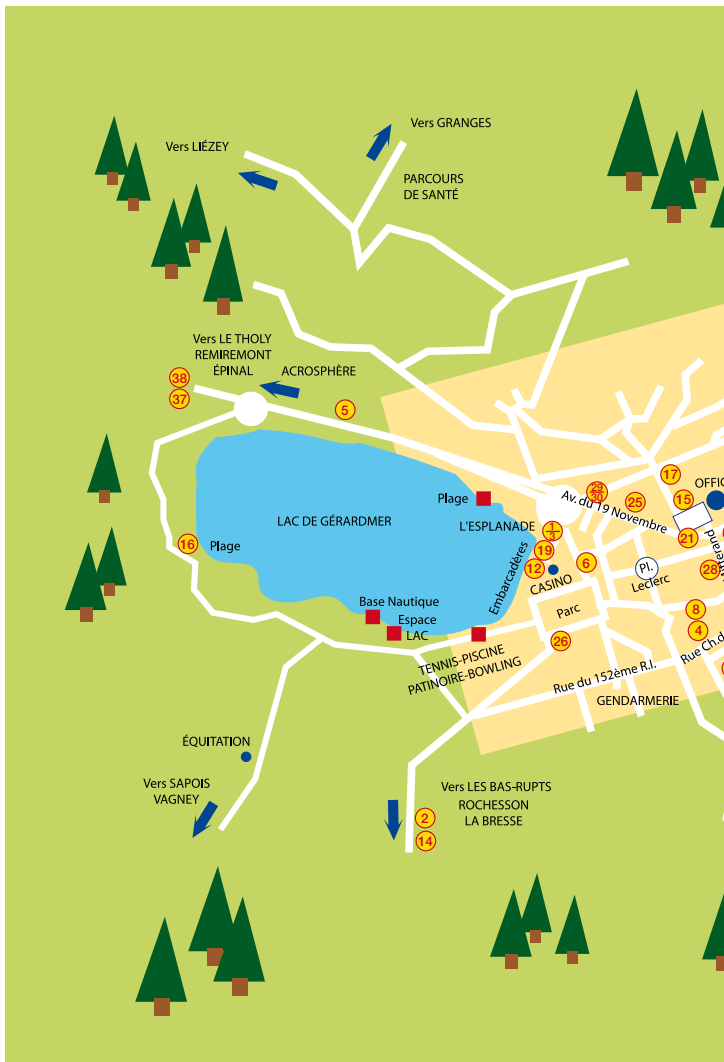 Vers GRANGES
Vers LIÉZEY
PARCOURS
DE SANTÉ
Vers LE THOLY
REMIREMONT
ÉPINAL
ACROSPHÈRE
38
37
5
17
29
30
25
15
OFFIC
Plage
Av. du 19 Novembre
L'ESPLANADE
LAC DE GÉRARDMER
1
3
21
16
Plage
19
12
6
Pl.
Leclerc
28
CASINO
Embarcadères
Base Nautique
Espace
LAC
Parc
8
4
26
Rue Ch.d
TENNIS-PISCINE
PATINOIRE-BOWLING
Rue du 152ème R.I.
GENDARMERIE
ÉQUITATION
Vers SAPOIS
VAGNEY
Vers LES BAS-RUPTS
ROCHESSON
LA BRESSE
2
14